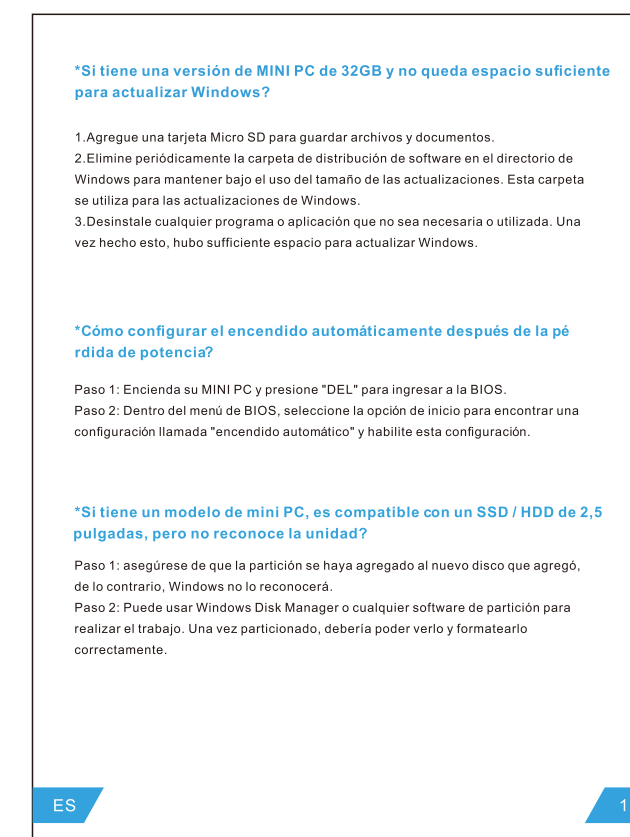 *Si tiene una versión de MINI PC de 32GB y no queda espacio suficiente
para actualizar Windows?
1.Agregue una tarjeta Micro SD para guardar archivos y documentos.
2.Elimine periódicamente la carpeta de distribución de software en el directorio de
Windows para mantener bajo el uso del tamaño de las actualizaciones. Esta carpeta
se utiliza para las actualizaciones de Windows.
3.Desinstale cualquier programa o aplicación que no sea necesaria o utilizada. Una
vez hecho esto, hubo sufficiente espacio para actualizar Windows.
*Cómo configurar el encendido automáticamente después de la pé
rdida de potencia?
Paso 1: Encienda su MINI PC y presione "DEL" para ingresar a la BIOS.
Paso 2: Dentro del menú de BIOS, seleccione la opción de inicio para encontrar una
configuración llamada "encendido automático" y habilite esta configuración.
*Si tiene un modelo de mini PC, es compatible con un SSD / HDD de 2,5
pulgadas, pero no reconoce la unidad?
Paso 1: asegúrese de que la partición se haya agregado al nuevo disco que agregó,
de lo contrario, Windows no lo reconocerá.
Paso 2: Puede usar Windows Disk Manager o cualquier software de partición para
realizar el trabajo. Una vez particionado, debería poder verlo y formatearlo
correctamente.
ES
1